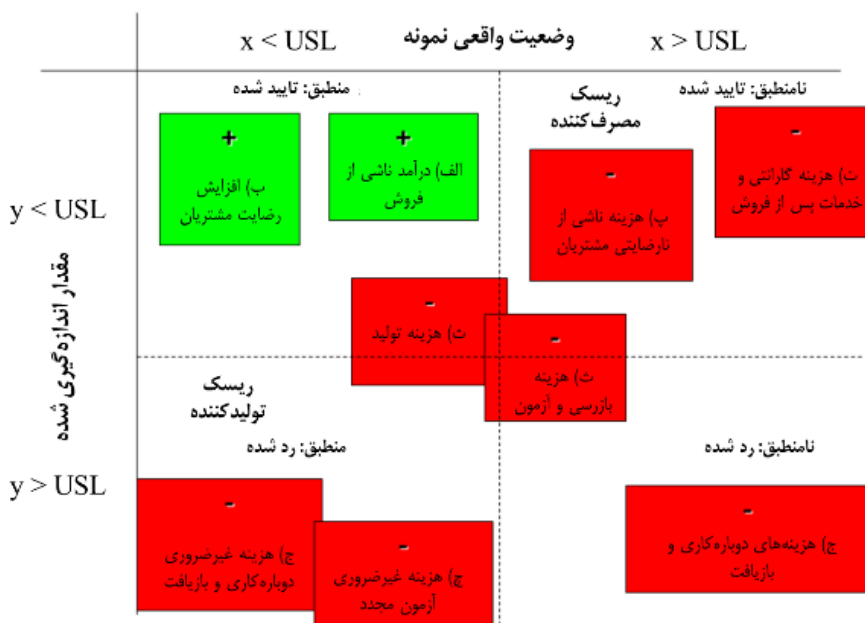 x < USL
وضعیت واقعی نمونه
x > USL
منطبق: تایید شده
نامنطبق: تایید شده
ریسک
مصرف‌کننده
y < USL
+
ب) افزایش
رضایت مشتریان
+
الف) درآمد ناشی از
فروش
-
پ) هزینه ناشی از
نارضایتی مشتریان
-
ت) هزینه گارانتی و
خدمات پس از فروش
مقدار اندازه‌گیری شده
-
ث) هزینه تولید
-
ث) هزینه
بازرسی و آزمون
ریسک
تولیدکننده
منطبق: رد شده
نامنطبق: رد شده
y > USL
-
ج) هزینه غیرضروری
دوباره‌کاری و بازیافت
-
چ) هزینه غیرضروری
آزمون مجدد
-
ج) هزینه‌های دوباره‌کاری و
بازیافت